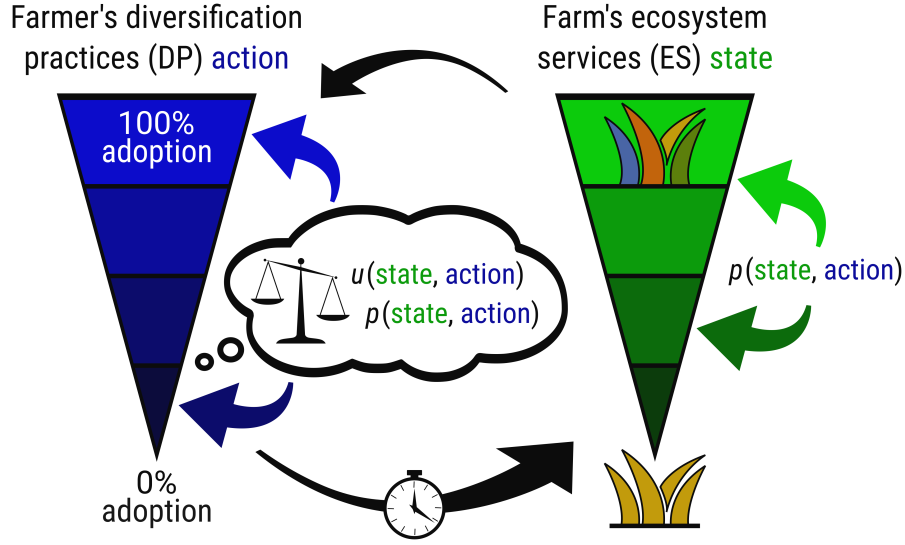 Farmer's diversification
practices (DP) action
Farm's ecosystem
services (ES) state
100%
adoption
u(state, action)
p(state, action)
p(state, action)
0%
adoption